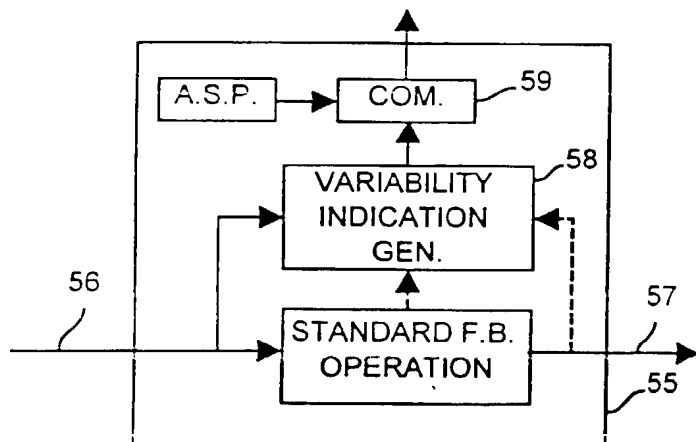 A.S.P.
COM.
59
VARIABILITY
INDICATION
GEN.
58
56
STANDARD F.B.
OPERATION
57
55